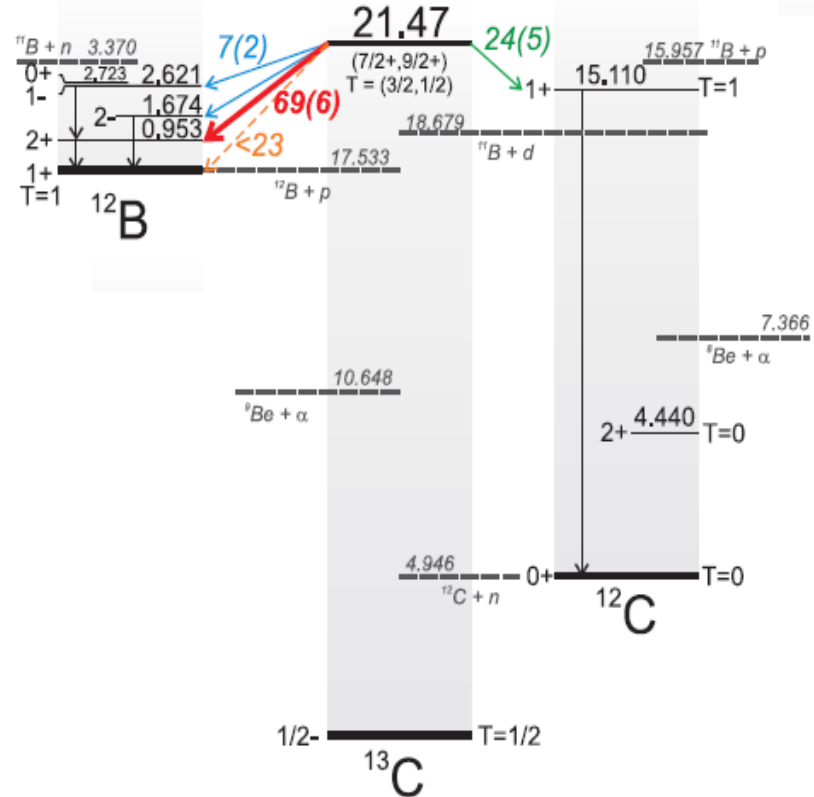 21.47
(7/2+,9/2+)
T = (3/2,1/2)
7(2)
69(6)
<23
24(5)
¹¹B + n 3.370
0+ 2.723 2.621
1-
2- 1.674
0.953
2+
1+
T=1
¹²B
17.533
¹²B + p
18.679
¹¹B + d
10.648
⁹Be + α
4.946
¹²C + n
1/2- T=1/2
¹³C
15.957 ¹¹B + p
15.110
1+ T=1
7.366
⁹Be + α
4.440
2+ T=0
0+ T=0
¹²C